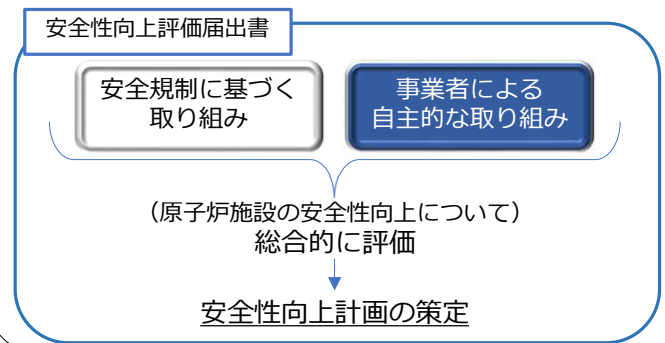 安全性向上評価届出書
安全規制に基づく
取り組み
事業者による
自主的な取り組み
（原子炉施設の安全性向上について）
総合的に評価
安全性向上計画の策定